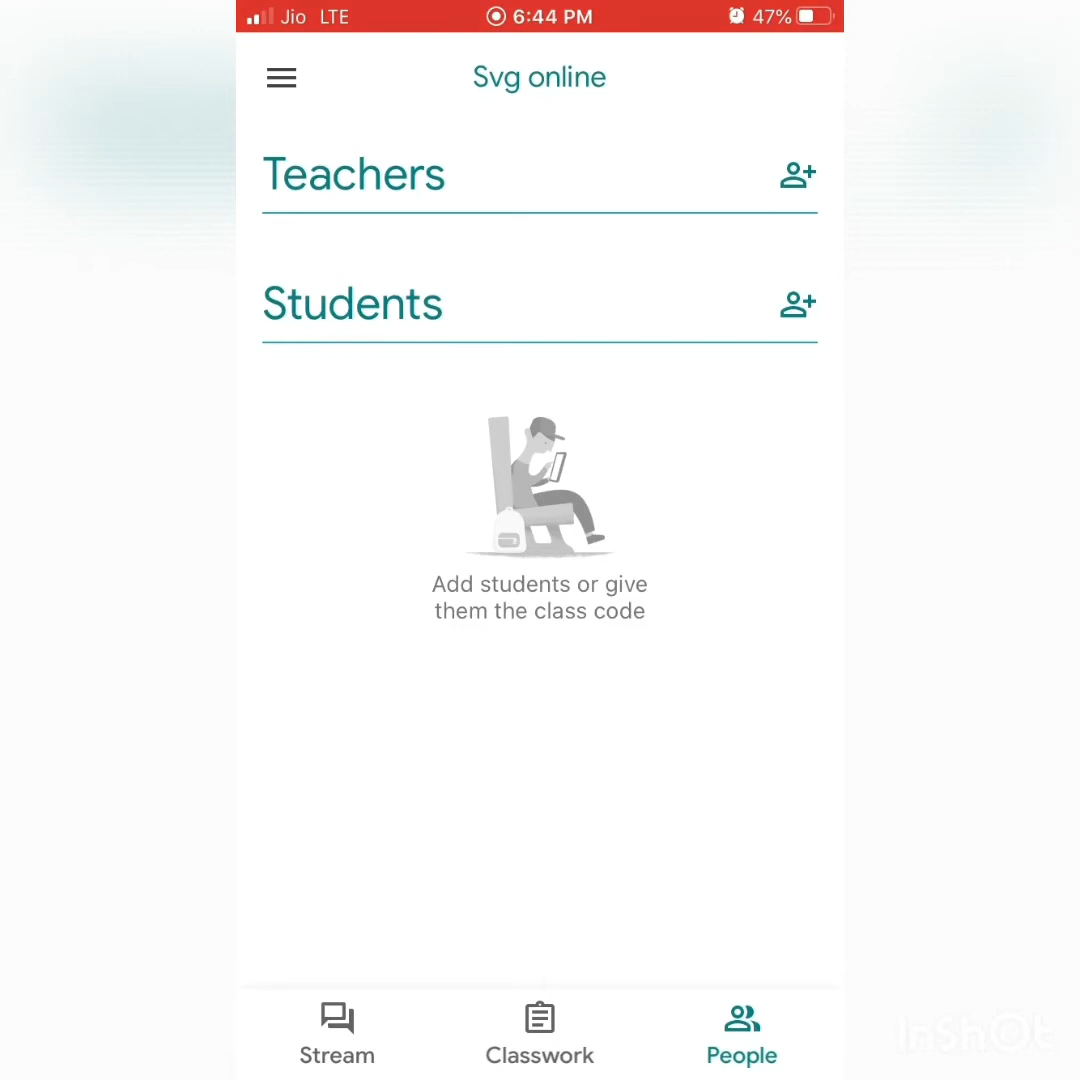 Jio LTE 6:44 PM 47%
Svg online
Teachers
Students
Add students or give
them the class code
Stream Classwork People
InShOt